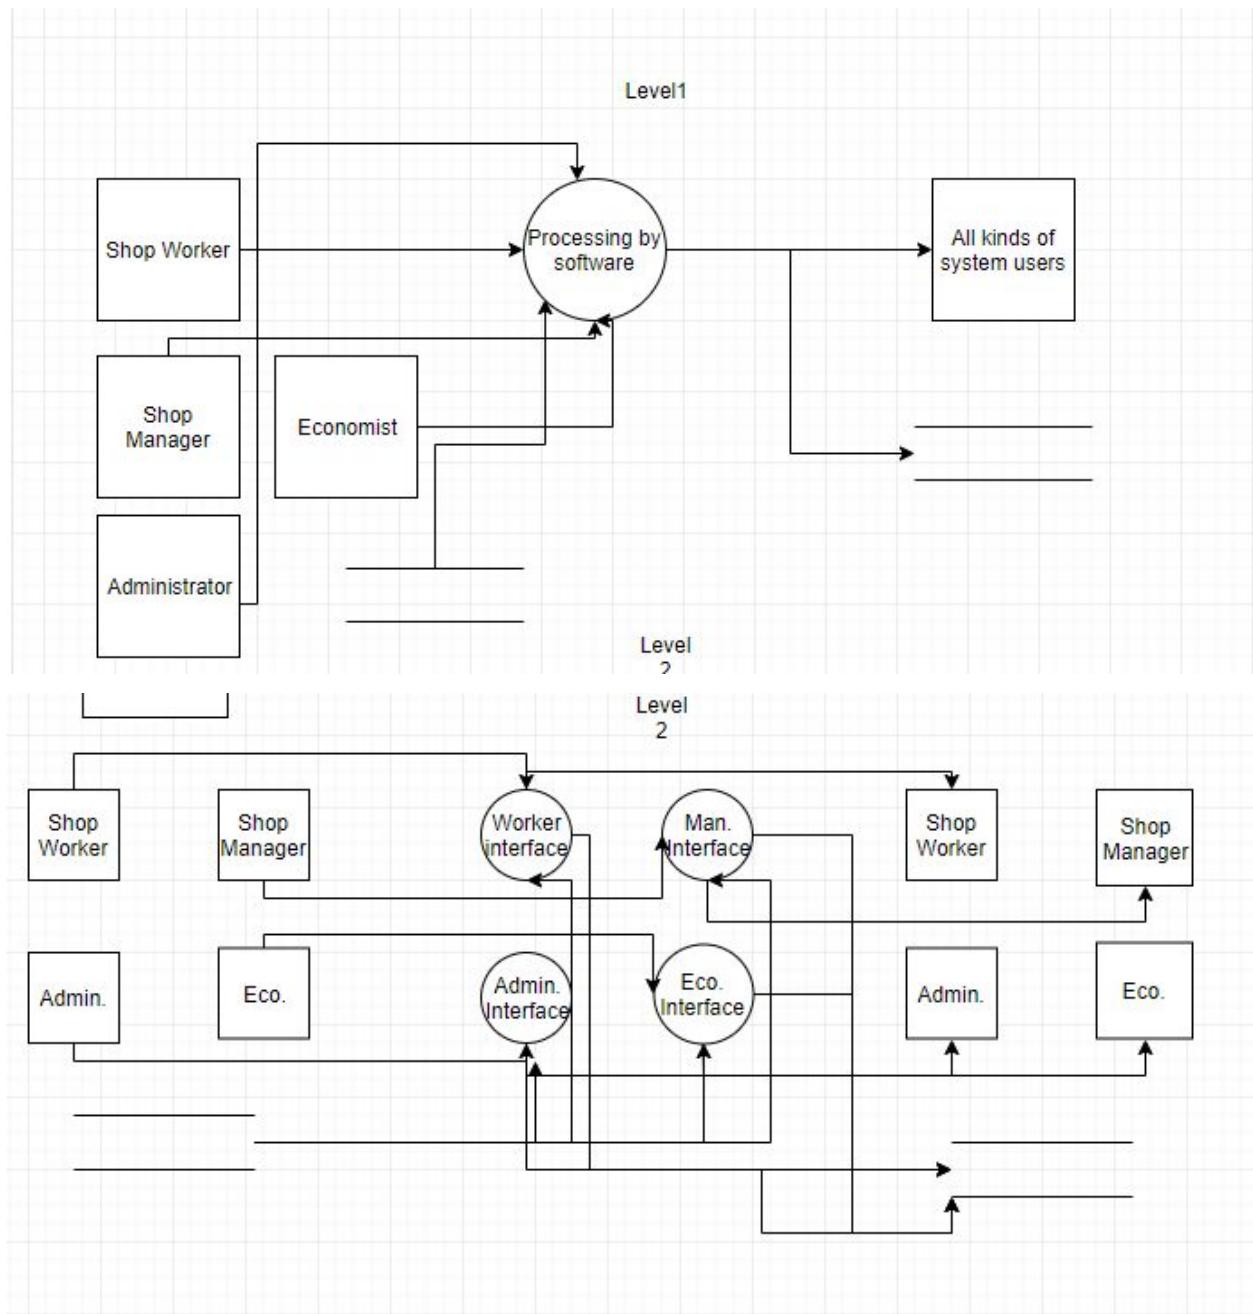 Level1
Shop Worker
Processing by
software
All kinds of
system users
Shop
Manager
Economist
Administrator
Level
2
Level
2
Shop
Worker
Shop
Manager
Worker
interface
Man.
Interface
Shop
Worker
Shop
Manager
Admin.
Eco.
Admin.
Interface
Eco.
Interface
Admin.
Eco.